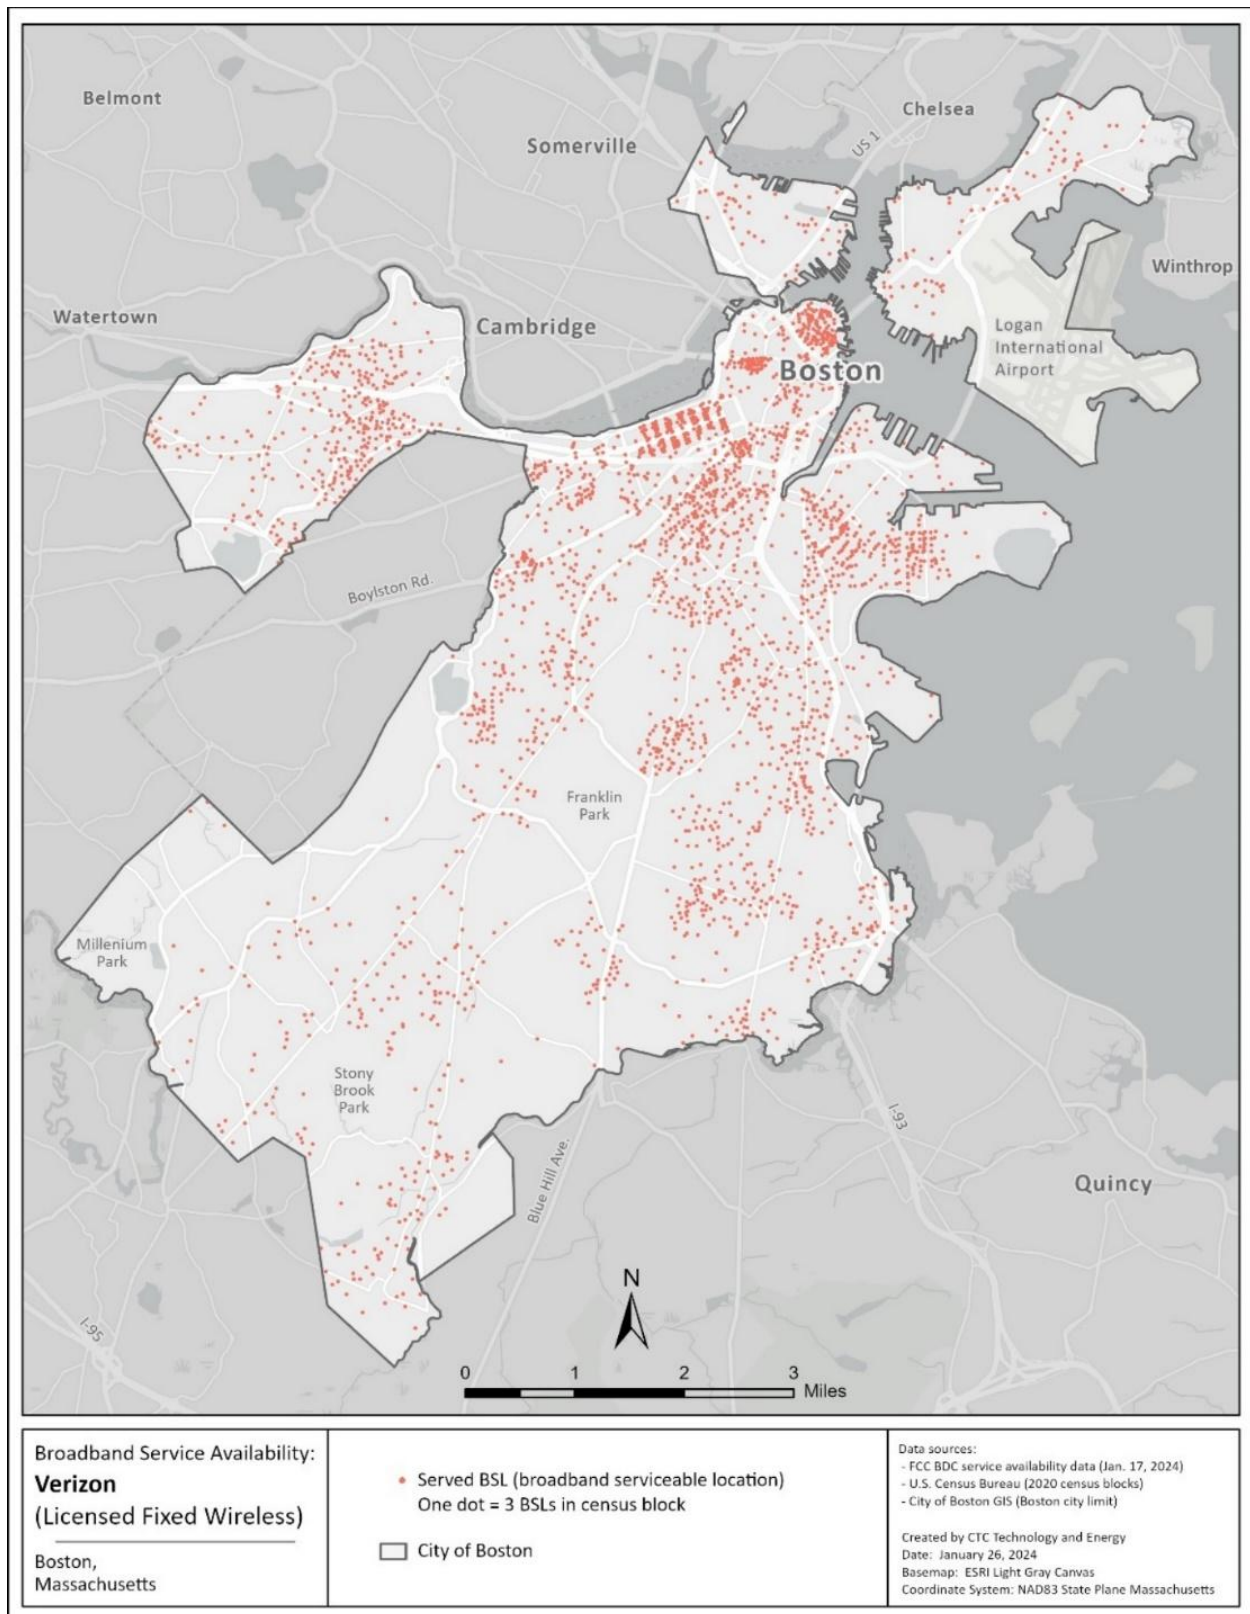 Belmont
Chelsea
Somerville
US 1
Winthrop
Watertown
Cambridge
Logan
International
Airport
Boston
Boylston Rd.
Franklin
Park
Millenium
Park
Stony
Brook
Park
I-93
Blue Hill Ave.
Quincy
N
I-95
0 1 2 3
Miles
Broadband Service Availability:
Verizon
(Licensed Fixed Wireless)
Boston,
Massachusetts
Served BSL (broadband serviceable location)
One dot = 3 BSLs in census block
City of Boston
Data sources:
- FCC BDC service availability data (Jan. 17, 2024)
- U.S. Census Bureau (2020 census blocks)
- City of Boston GIS (Boston city limit)
Created by CTC Technology and Energy
Date: January 26, 2024
Basemap: ESRI Light Gray Canvas
Coordinate System: NAD83 State Plane Massachusetts